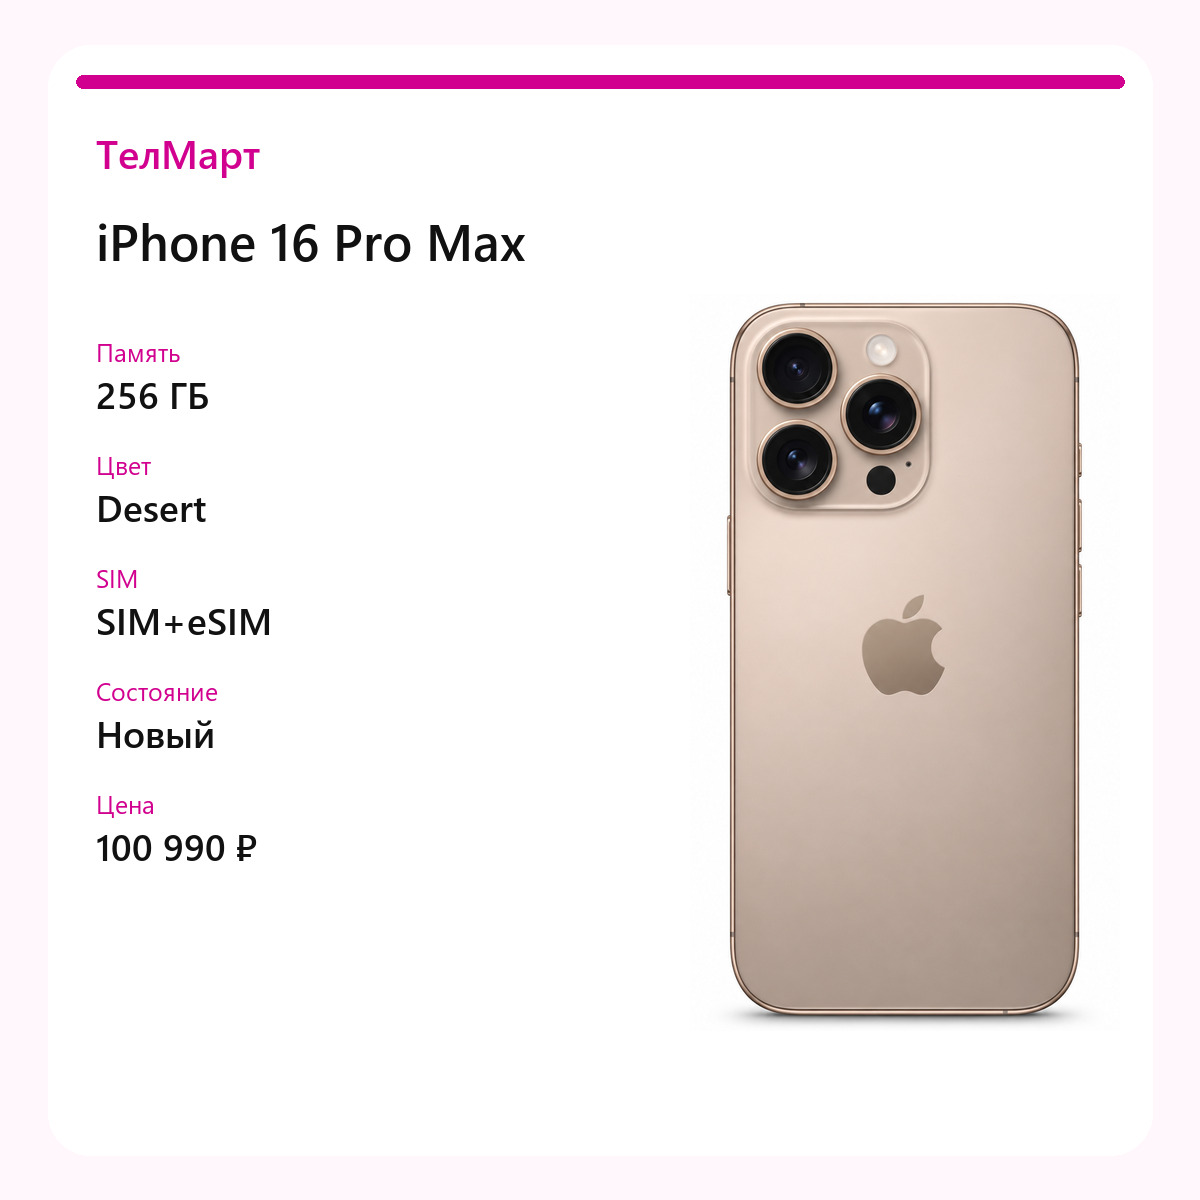 ТелМарт
iPhone 16 Pro Max
Память
256 ГБ
Цвет
Desert
SIM
SIM+eSIM
Состояние
Новый
Цена
100 990 ₽